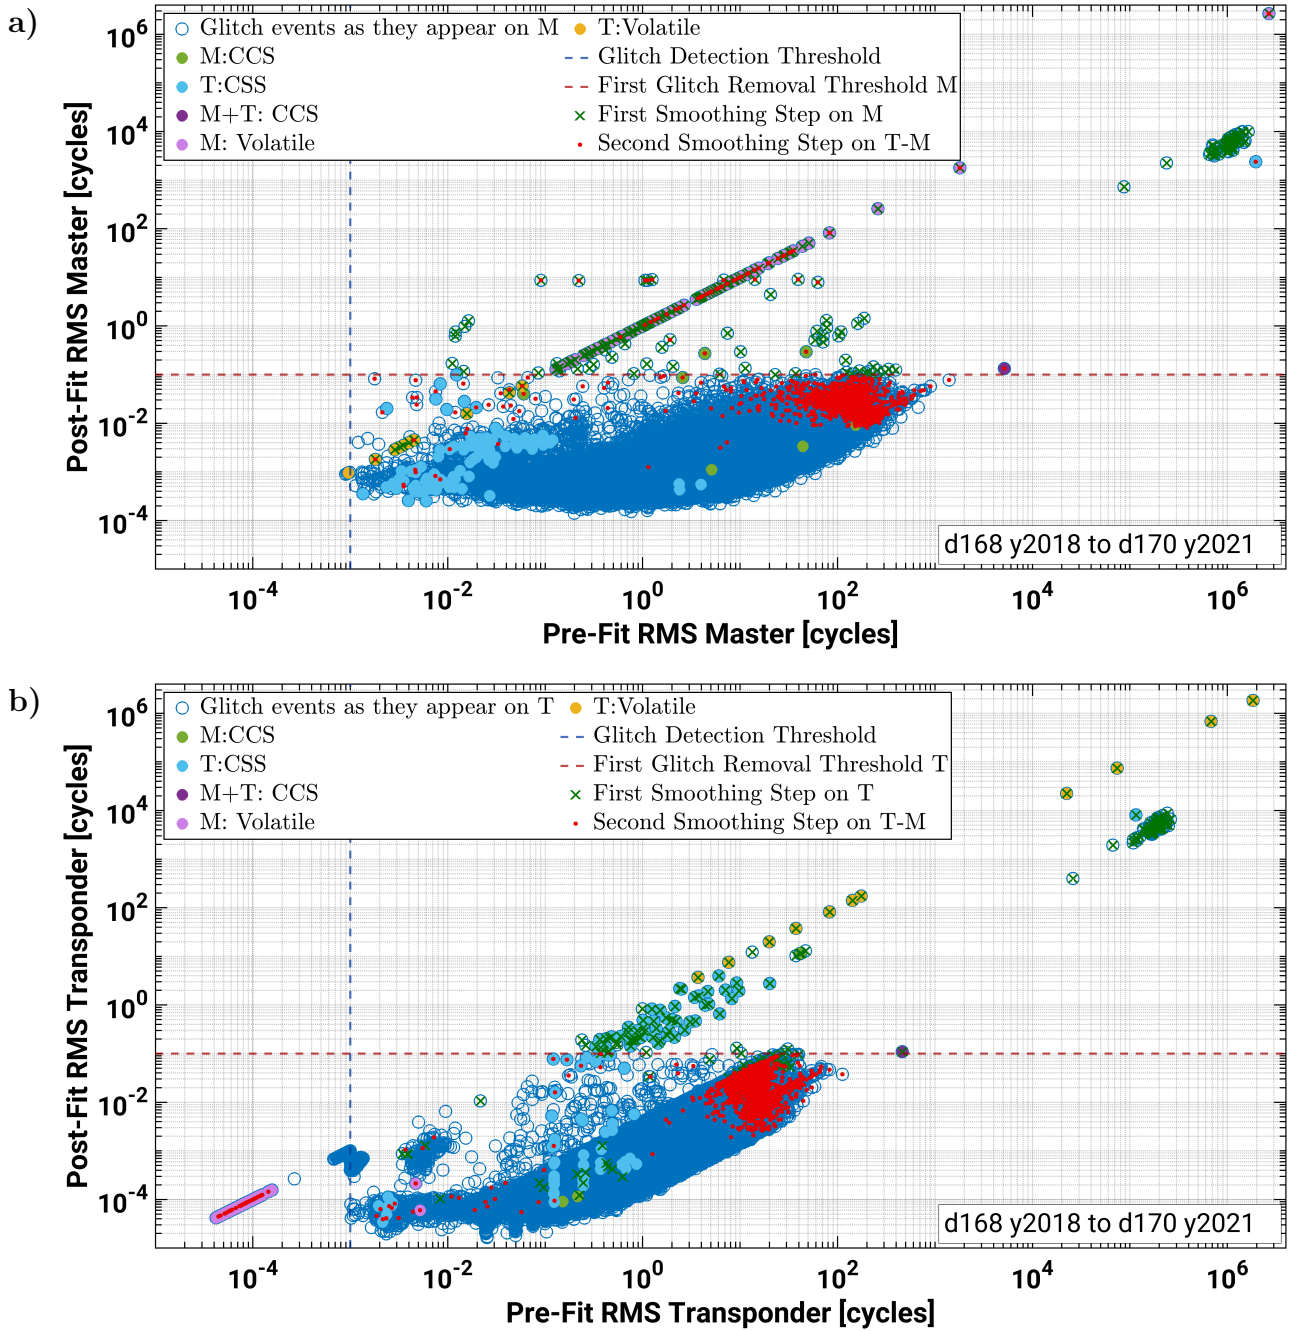 a)
Glitch events as they appear on M
M:CCS
T:CSS
M+T: CCS
M: Volatile
T:Volatile
Glitch Detection Threshold
First Glitch Removal Threshold M
First Smoothing Step on M
Second Smoothing Step on T-M
Post-Fit RMS Master [cycles]
10^6
10^4
10^2
10^0
10^-2
10^-4
d168 y2018 to d170 y2021
10^-4 10^-2 10^0 10^2 10^4 10^6
Pre-Fit RMS Master [cycles]
b)
Glitch events as they appear on T
M:CCS
T:CSS
M+T: CCS
M: Volatile
T:Volatile
Glitch Detection Threshold
First Glitch Removal Threshold T
First Smoothing Step on T
Second Smoothing Step on T-M
Post-Fit RMS Transponder [cycles]
10^6
10^4
10^2
10^0
10^-2
10^-4
d168 y2018 to d170 y2021
10^-4 10^-2 10^0 10^2 10^4 10^6
Pre-Fit RMS Transponder [cycles]